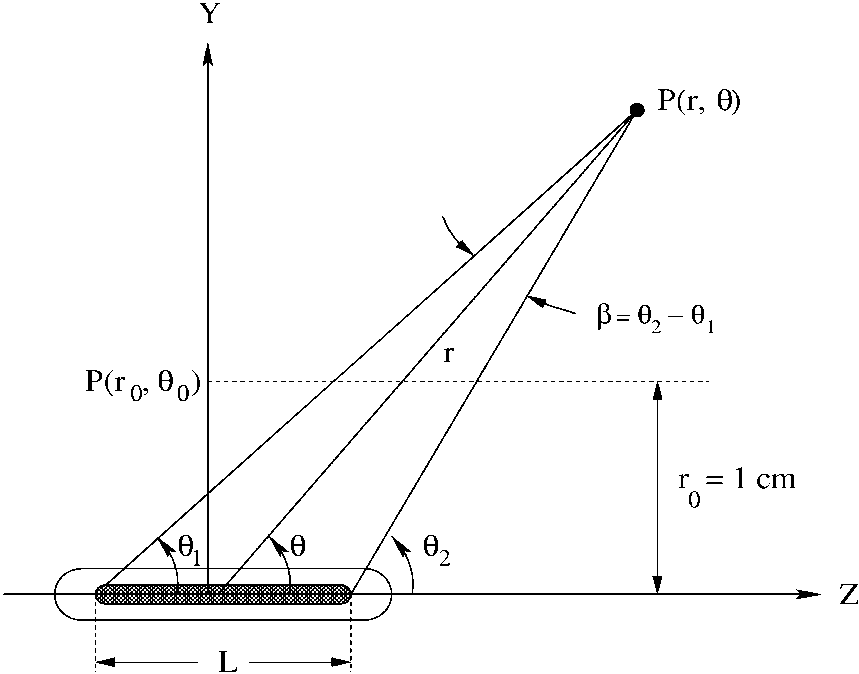 Y
P(r, θ)
β = θ2 − θ1
r
P(r0, θ0)
r0 = 1 cm
θ1
θ
θ2
Z
L